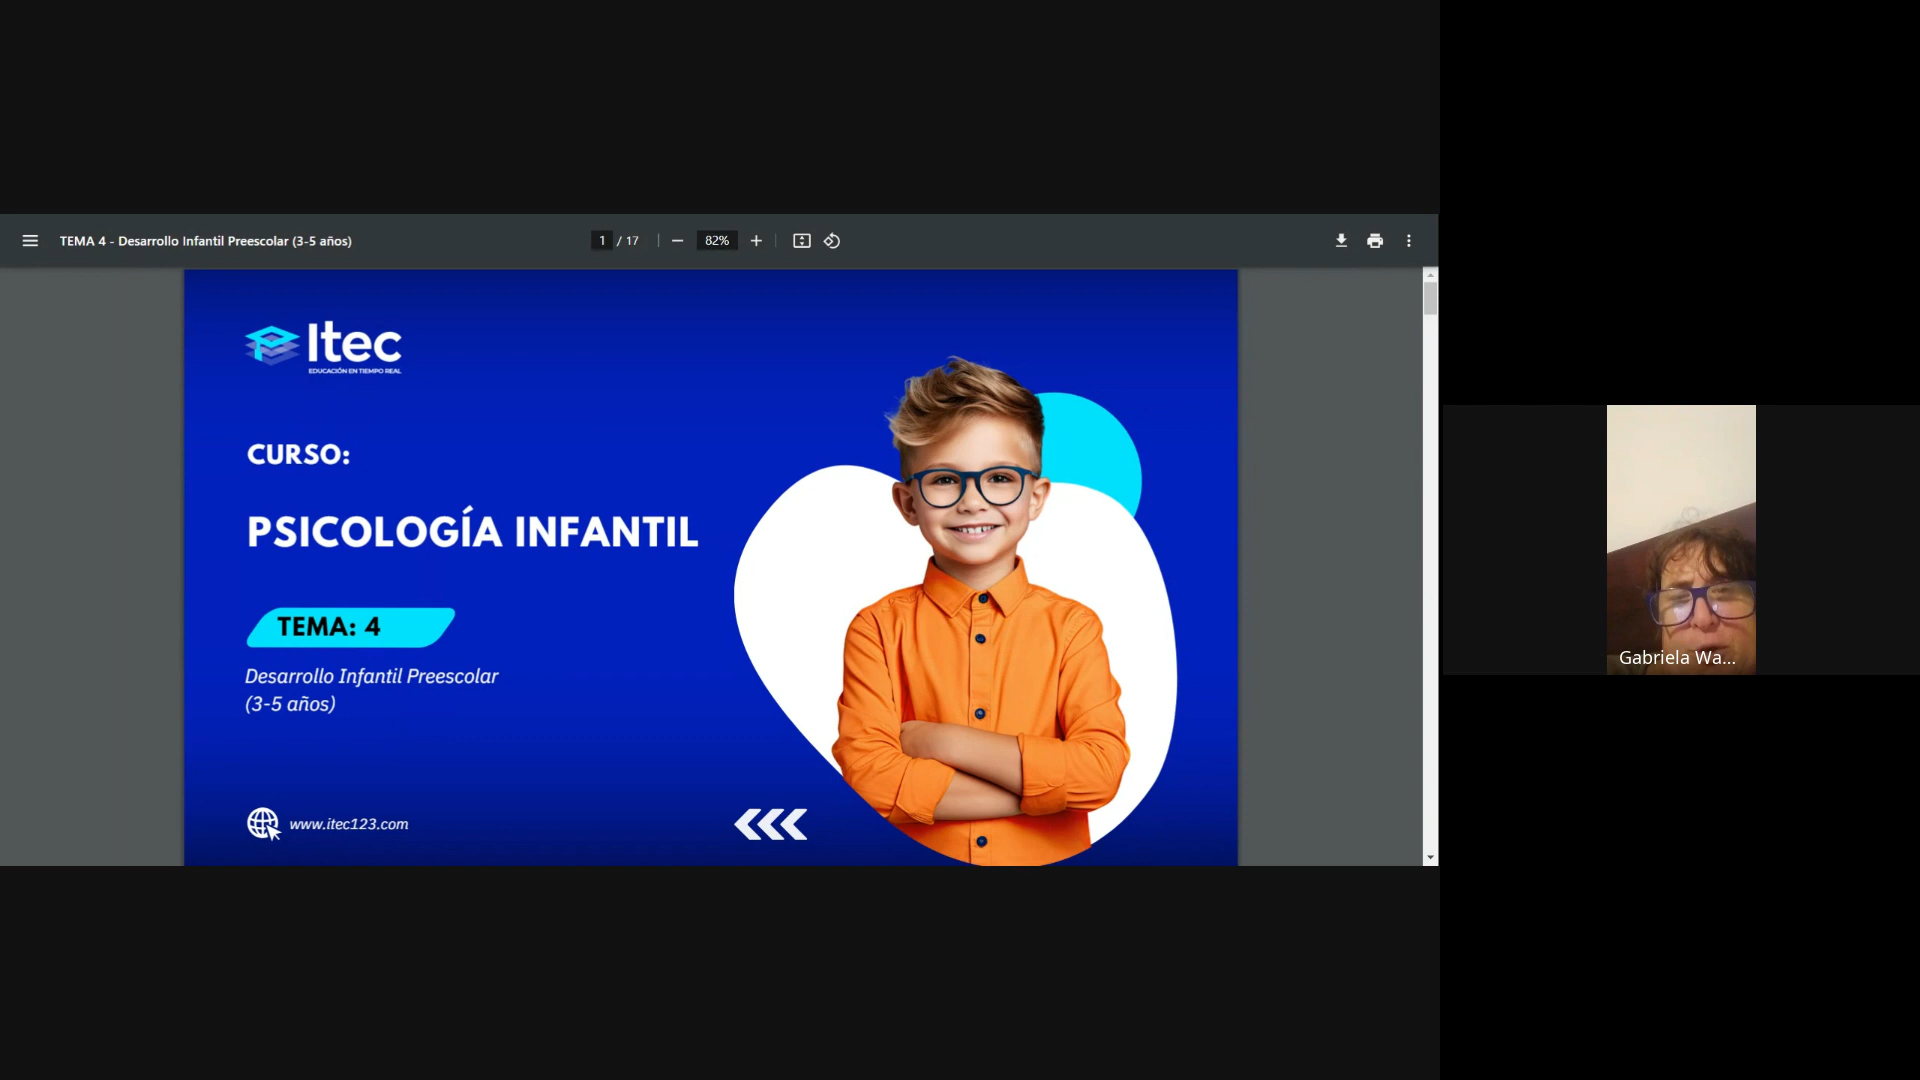 TEMA 4 - Desarrollo Infantil Preescolar (3-5 años)
1 / 17
82%
Itec
EDUCACIÓN EN TIEMPO REAL
CURSO:
PSICOLOGÍA INFANTIL
TEMA: 4
Desarrollo Infantil Preescolar
(3-5 años)
www.itec123.com
Gabriela Wa...